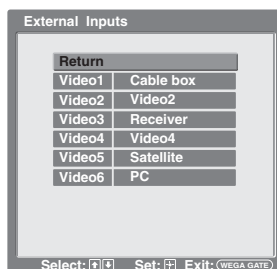 External Inputs
Return
Video1 Cable box
Video2 Video2
Video3 Receiver
Video4 Video4
Video5 Satellite
Video6 PC
Select: Set: Exit: WEGA GATE